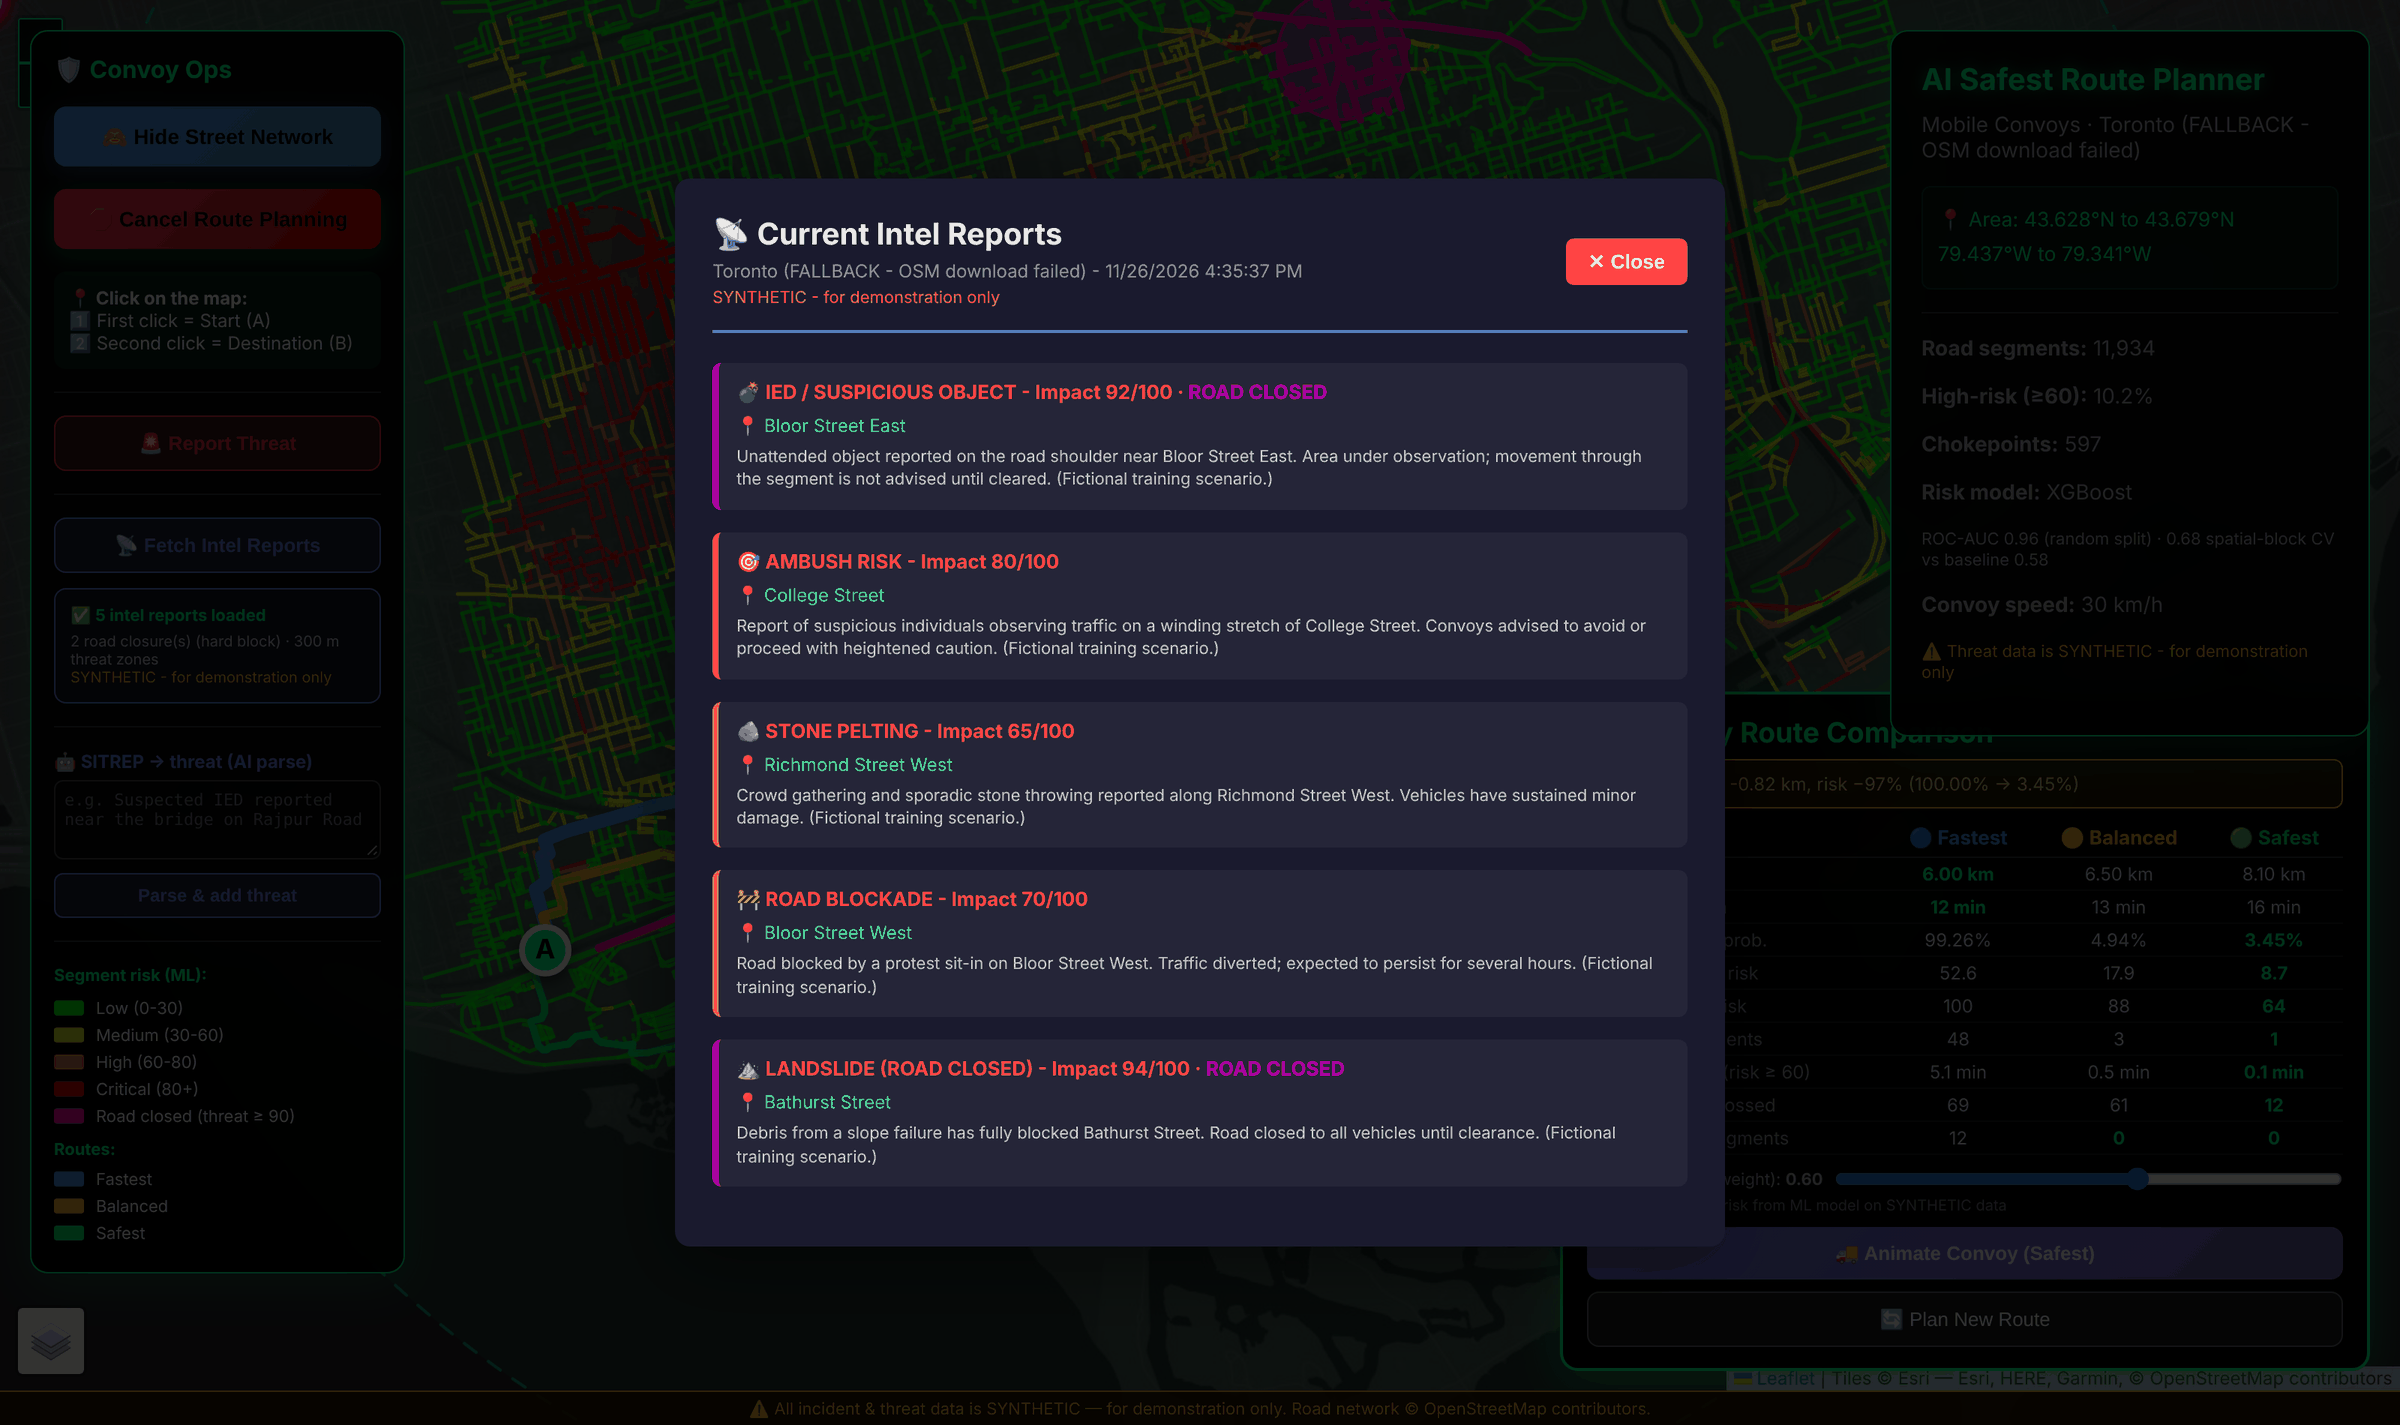 Convoy Ops
Hide Street Network
Cancel Route Planning
Click on the map:
1 First click = Start (A)
2 Second click = Destination (B)
Report Threat
Fetch Intel Reports
5 intel reports loaded
2 road closure(s) (hard block) · 300 m
threat zones
SYNTHETIC - for demonstration only
SITREP → threat (AI parse)
e.g. Suspected IED reported
near the bridge on Rajpur Road
Parse & add threat
Segment risk (ML):
Low (0-30)
Medium (30-60)
High (60-80)
Critical (80+)
Road closed (threat ≥ 90)
Routes:
Fastest
Balanced
Safest
A
Current Intel Reports
Toronto (FALLBACK - OSM download failed) - 11/26/2026 4:35:37 PM
SYNTHETIC - for demonstration only
✕ Close
IED / SUSPICIOUS OBJECT - Impact 92/100 · ROAD CLOSED
Bloor Street East
Unattended object reported on the road shoulder near Bloor Street East. Area under observation; movement through
the segment is not advised until cleared. (Fictional training scenario.)
AMBUSH RISK - Impact 80/100
College Street
Report of suspicious individuals observing traffic on a winding stretch of College Street. Convoys advised to avoid or
proceed with heightened caution. (Fictional training scenario.)
STONE PELTING - Impact 65/100
Richmond Street West
Crowd gathering and sporadic stone throwing reported along Richmond Street West. Vehicles have sustained minor
damage. (Fictional training scenario.)
ROAD BLOCKADE - Impact 70/100
Bloor Street West
Road blocked by a protest sit-in on Bloor Street West. Traffic diverted; expected to persist for several hours. (Fictional
training scenario.)
LANDSLIDE (ROAD CLOSED) - Impact 94/100 · ROAD CLOSED
Bathurst Street
Debris from a slope failure has fully blocked Bathurst Street. Road closed to all vehicles until clearance. (Fictional
training scenario.)
AI Safest Route Planner
Mobile Convoys · Toronto (FALLBACK -
OSM download failed)
Area: 43.628°N to 43.679°N
79.437°W to 79.341°W
Road segments: 11,934
High-risk (≥60): 10.2%
Chokepoints: 597
Risk model: XGBoost
ROC-AUC 0.96 (random split) · 0.68 spatial-block CV
vs baseline 0.58
Convoy speed: 30 km/h
Threat data is SYNTHETIC - for demonstration
only
y Route Comparison
-0.82 km, risk −97% (100.00% → 3.45%)
Fastest Balanced Safest
6.00 km 6.50 km 8.10 km
12 min 13 min 16 min
prob. 99.26% 4.94% 3.45%
risk 52.6 17.9 8.7
sk 100 88 64
ents 48 3 1
(risk ≥ 60) 5.1 min 0.5 min 0.1 min
ossed 69 61 12
gments 12 0 0
eight): 0.60
risk from ML model on SYNTHETIC data
Animate Convoy (Safest)
Plan New Route
Leaflet | Tiles © Esri — Esri, HERE, Garmin, © OpenStreetMap contributors
All incident & threat data is SYNTHETIC — for demonstration only. Road network © OpenStreetMap contributors.